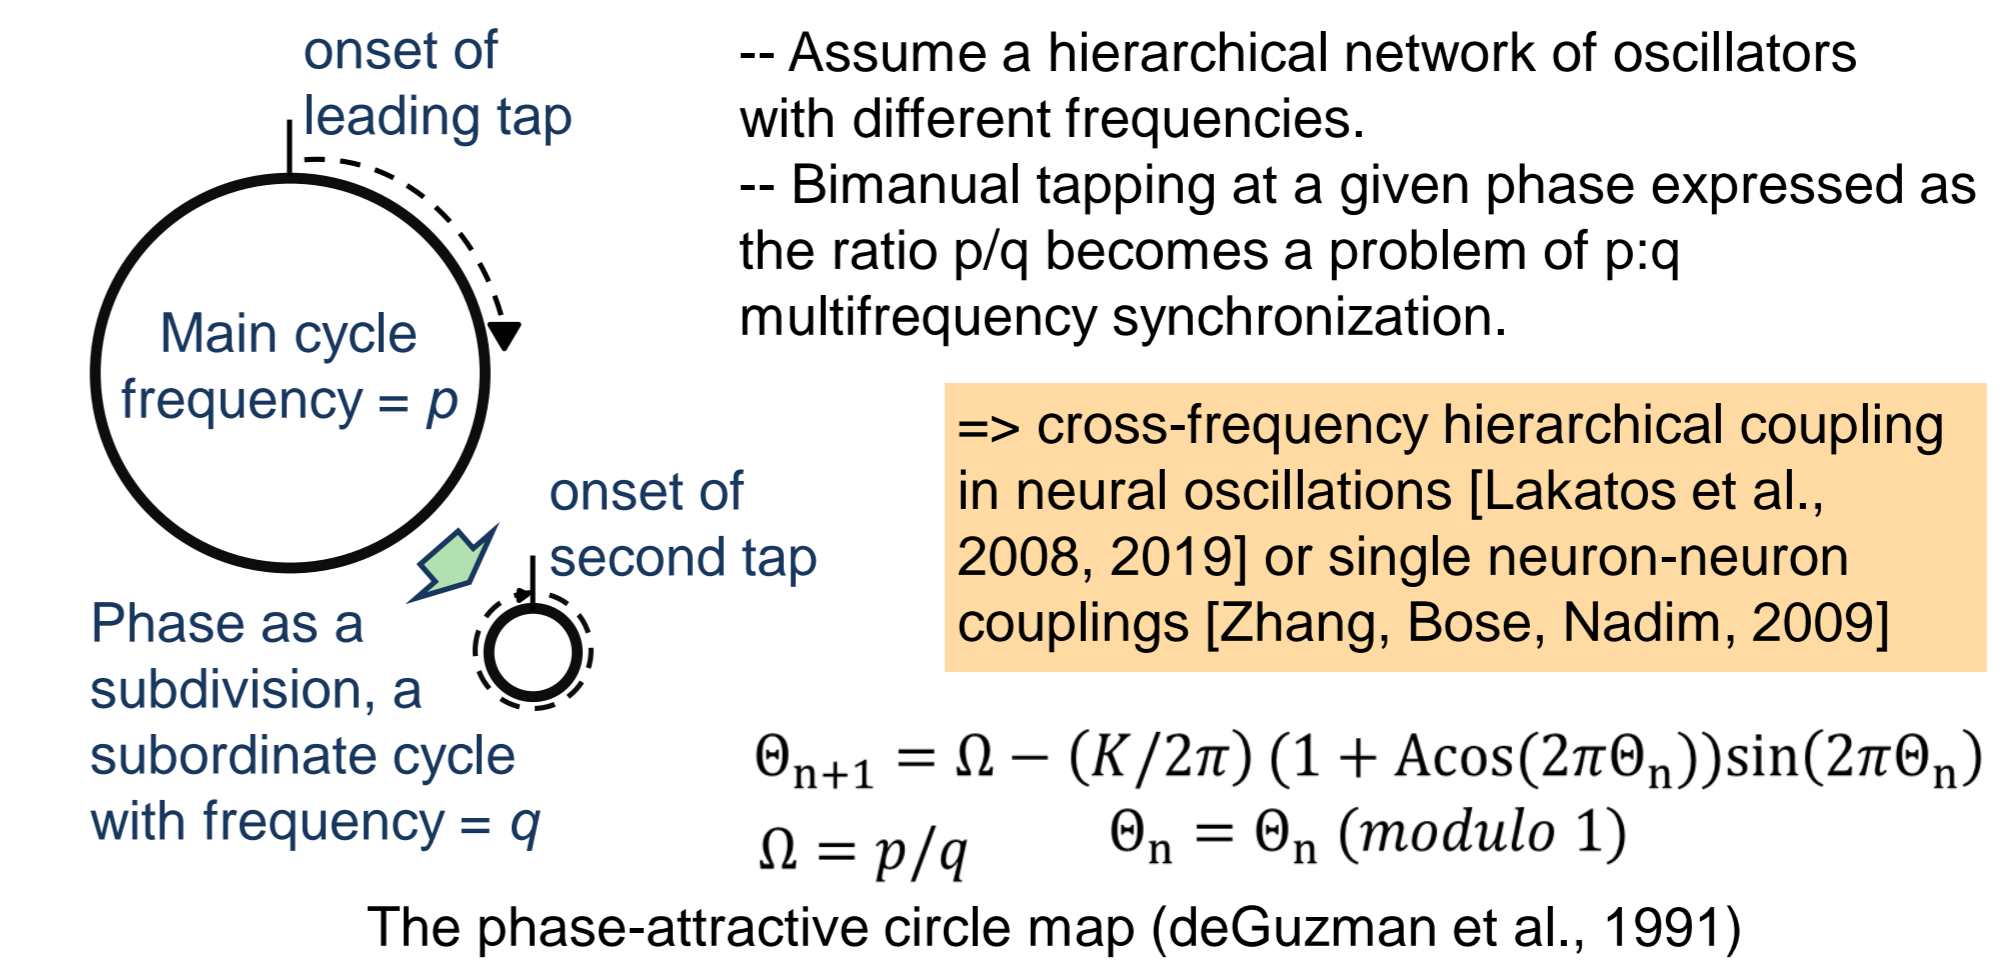 onset of
leading tap
Main cycle
frequency = p
onset of
second tap
Phase as a
subdivision, a
subordinate cycle
with frequency = q
-- Assume a hierarchical network of oscillators
with different frequencies.
-- Bimanual tapping at a given phase expressed as
the ratio p/q becomes a problem of p:q
multifrequency synchronization.
=> cross-frequency hierarchical coupling
in neural oscillations [Lakatos et al.,
2008, 2019] or single neuron-neuron
couplings [Zhang, Bose, Nadim, 2009]
Θₙ₊₁ = Ω − (K/2π) (1 + Acos(2πΘₙ))sin(2πΘₙ)
Ω = p/q Θₙ = Θₙ (modulo 1)
The phase-attractive circle map (deGuzman et al., 1991)